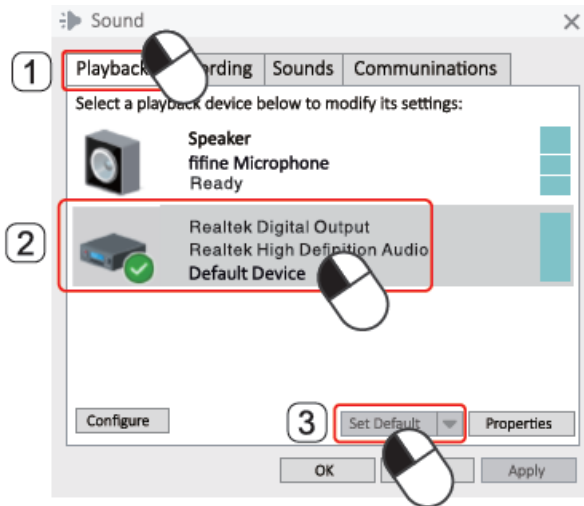 Sound
1
Playback rding Sounds Communinations
Select a playback device below to modify its settings:
Speaker
fifine Microphone
Ready
2
Realtek Digital Output
Realtek High Definition Audio
Default Device
Configure
3
Set Default
Properties
OK
Apply